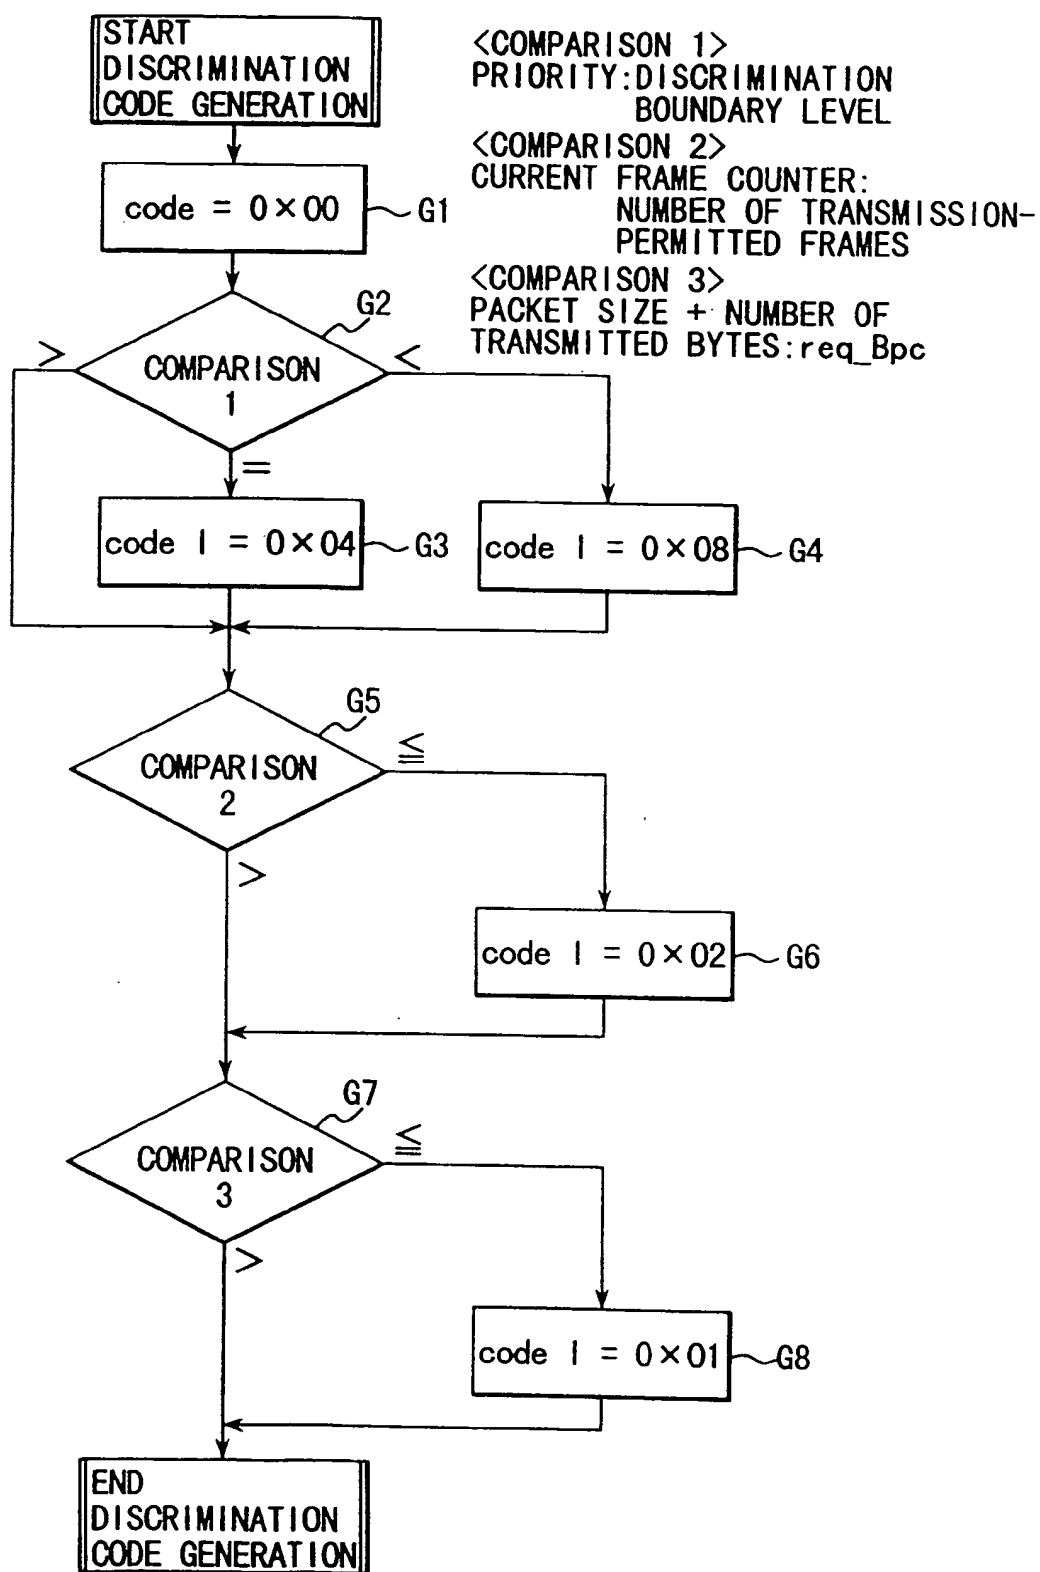 START
DISCRIMINATION
CODE GENERATION
<COMPARISON 1>
PRIORITY:DISCRIMINATION
BOUNDARY LEVEL
<COMPARISON 2>
CURRENT FRAME COUNTER:
NUMBER OF TRANSMISSION-
PERMITTED FRAMES
<COMPARISON 3>
PACKET SIZE + NUMBER OF
TRANSMITTED BYTES:req_Bpc
code = 0×00
G1
G2
>
<
COMPARISON
1
=
code | = 0×04
G3
code | = 0×08
G4
G5
COMPARISON
2
≦
>
code | = 0×02
G6
G7
COMPARISON
3
≦
>
code | = 0×01
G8
END
DISCRIMINATION
CODE GENERATION